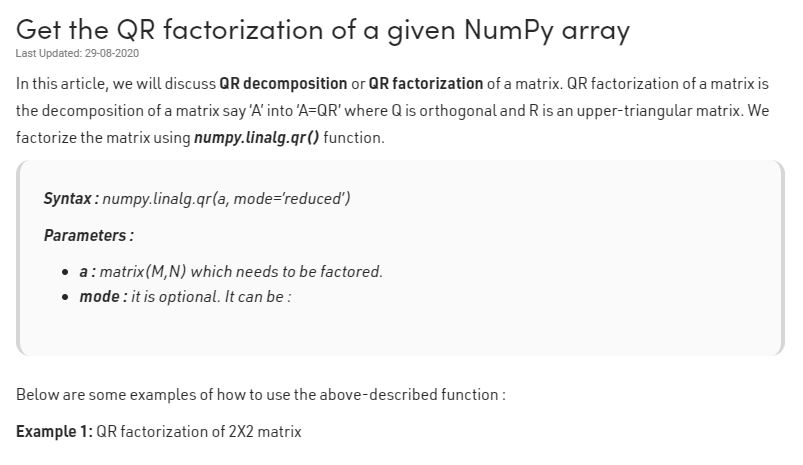 Get the QR factorization of a given NumPy array
Last Updated: 29-08-2020
In this article, we will discuss QR decomposition or QR factorization of a matrix. QR factorization of a matrix is
the decomposition of a matrix say ‘A’ into ‘A=QR’ where Q is orthogonal and R is an upper-triangular matrix. We
factorize the matrix using numpy.linalg.qr() function.
Syntax : numpy.linalg.qr(a, mode=’reduced’)
Parameters :
• a : matrix(M,N) which needs to be factored.
• mode : it is optional. It can be :
Below are some examples of how to use the above-described function :
Example 1: QR factorization of 2X2 matrix